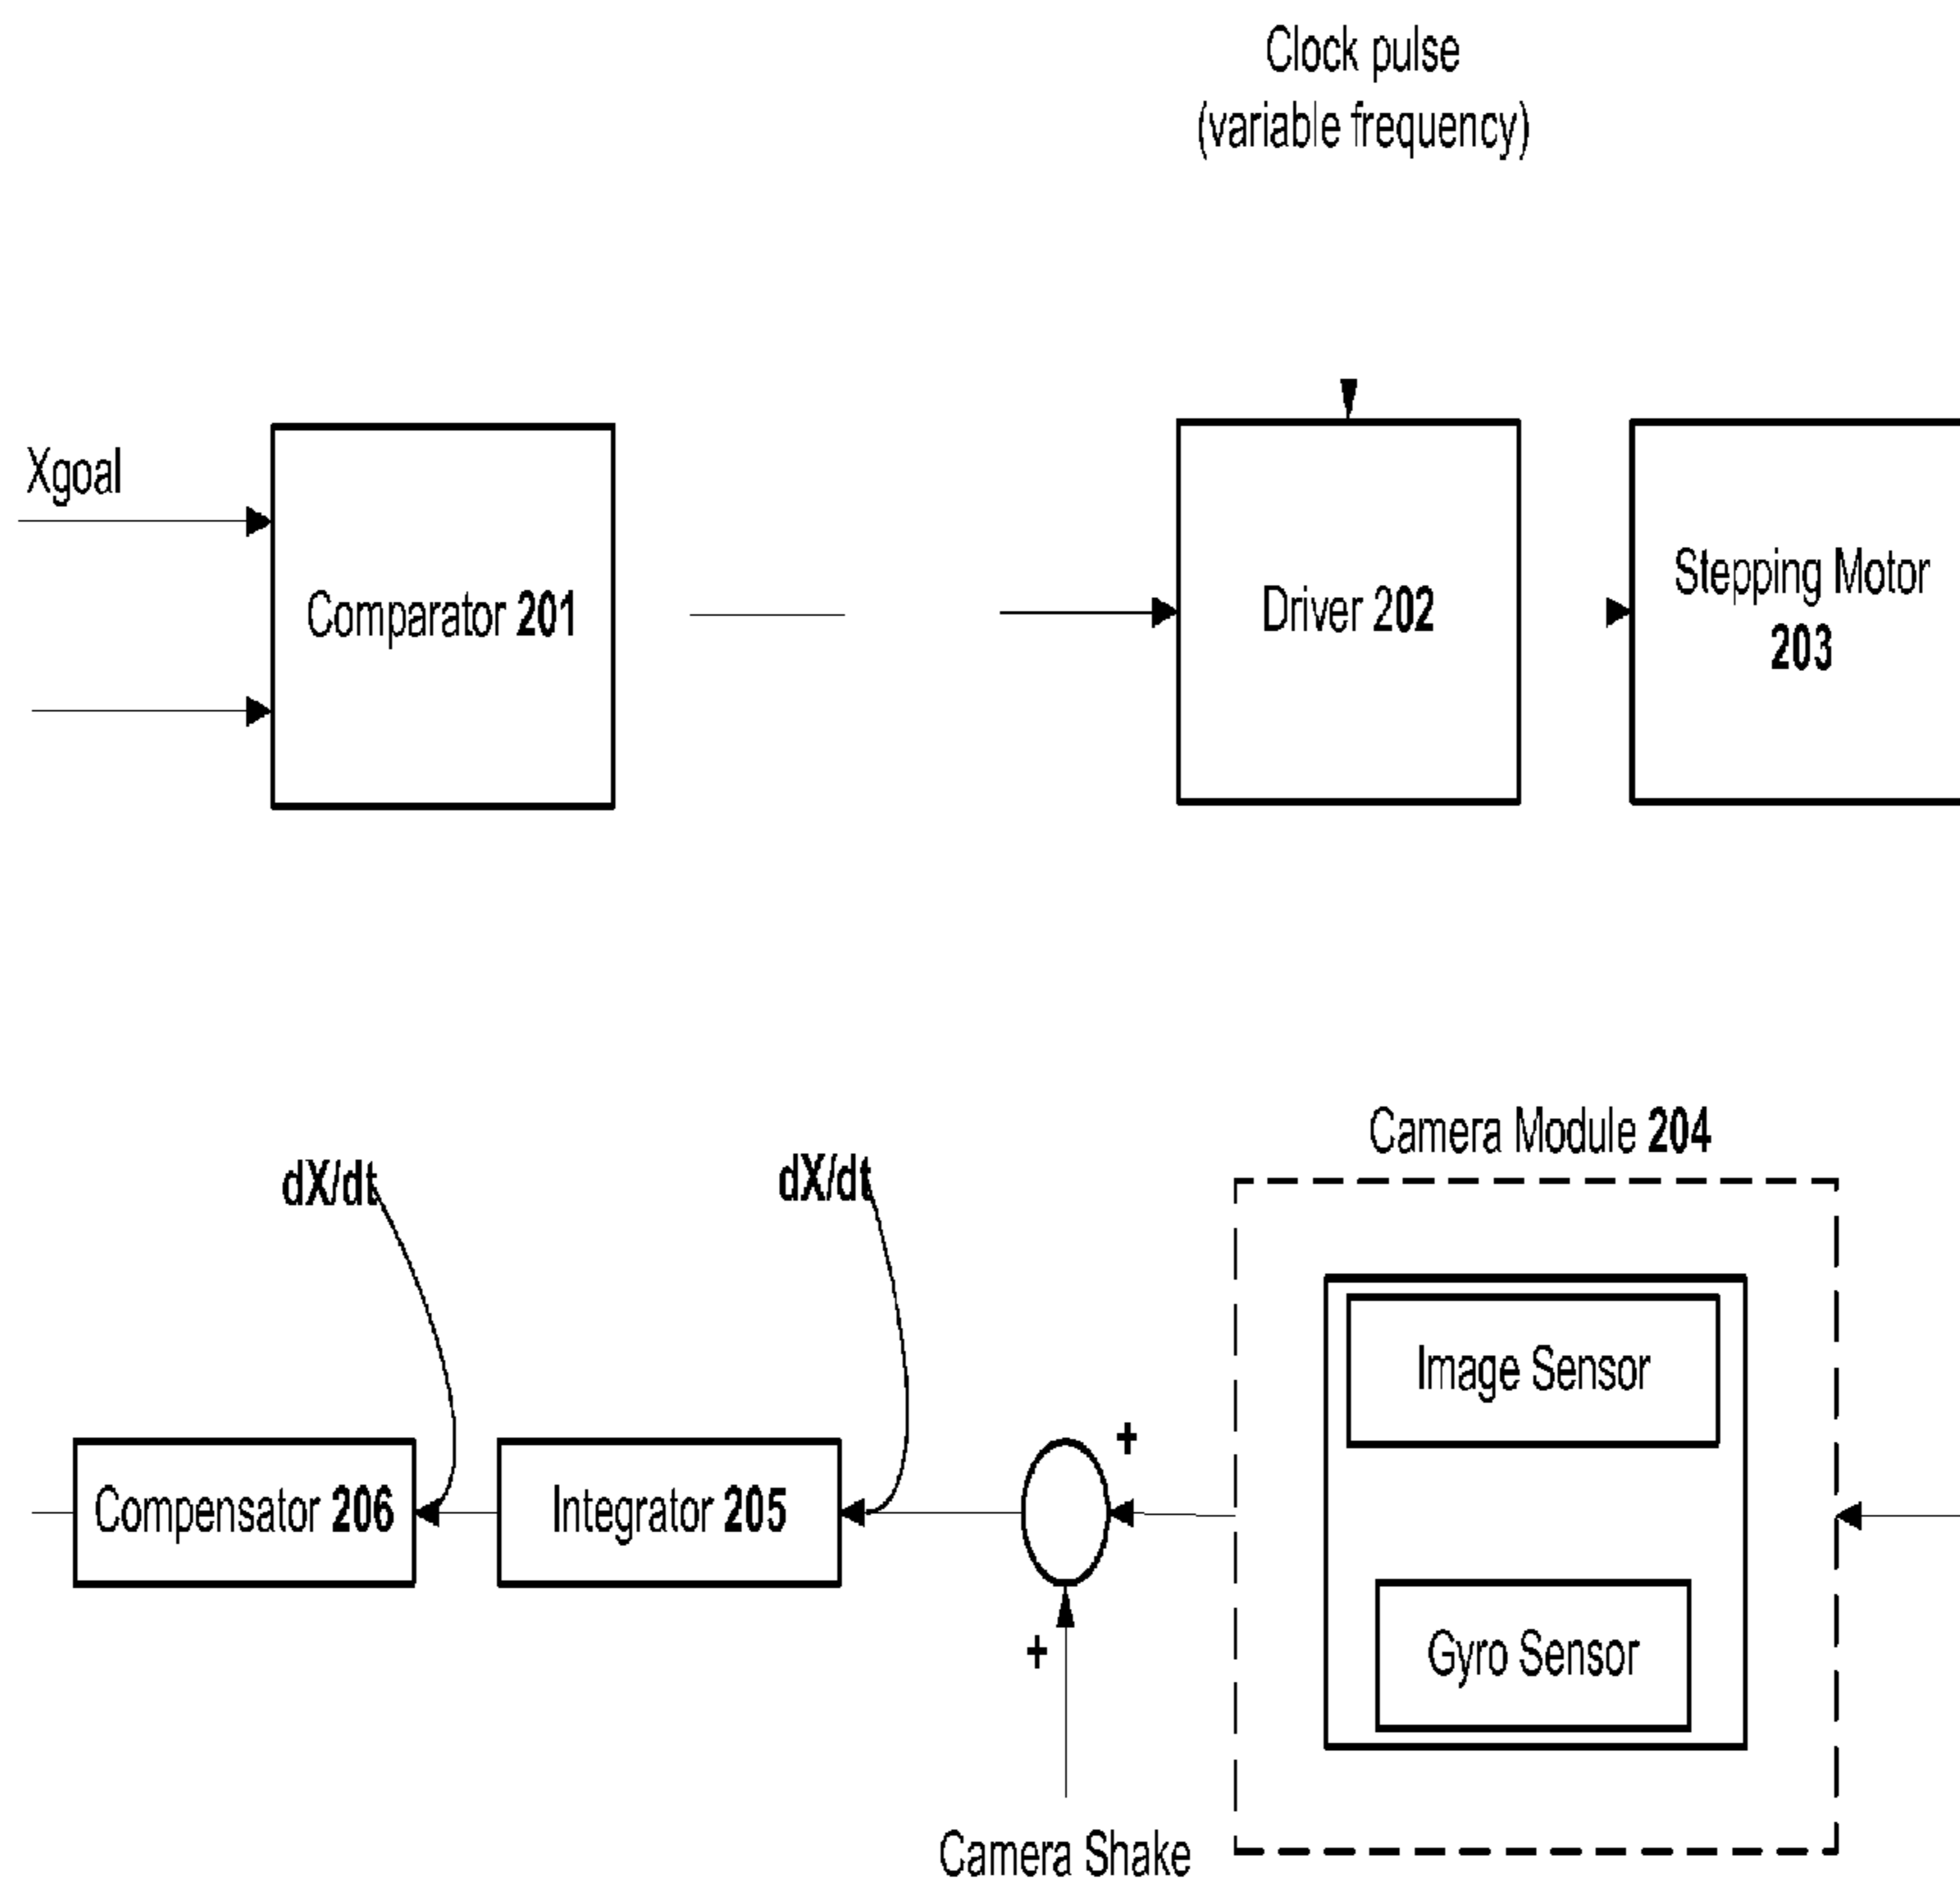 Clock pulse
(variable frequency)
Xgoal
Comparator 201
Driver 202
Stepping Motor
203
Camera Module 204
dX/dt
dX/dt
Image Sensor
+
Compensator 206
Integrator 205
Gyro Sensor
+
Camera Shake